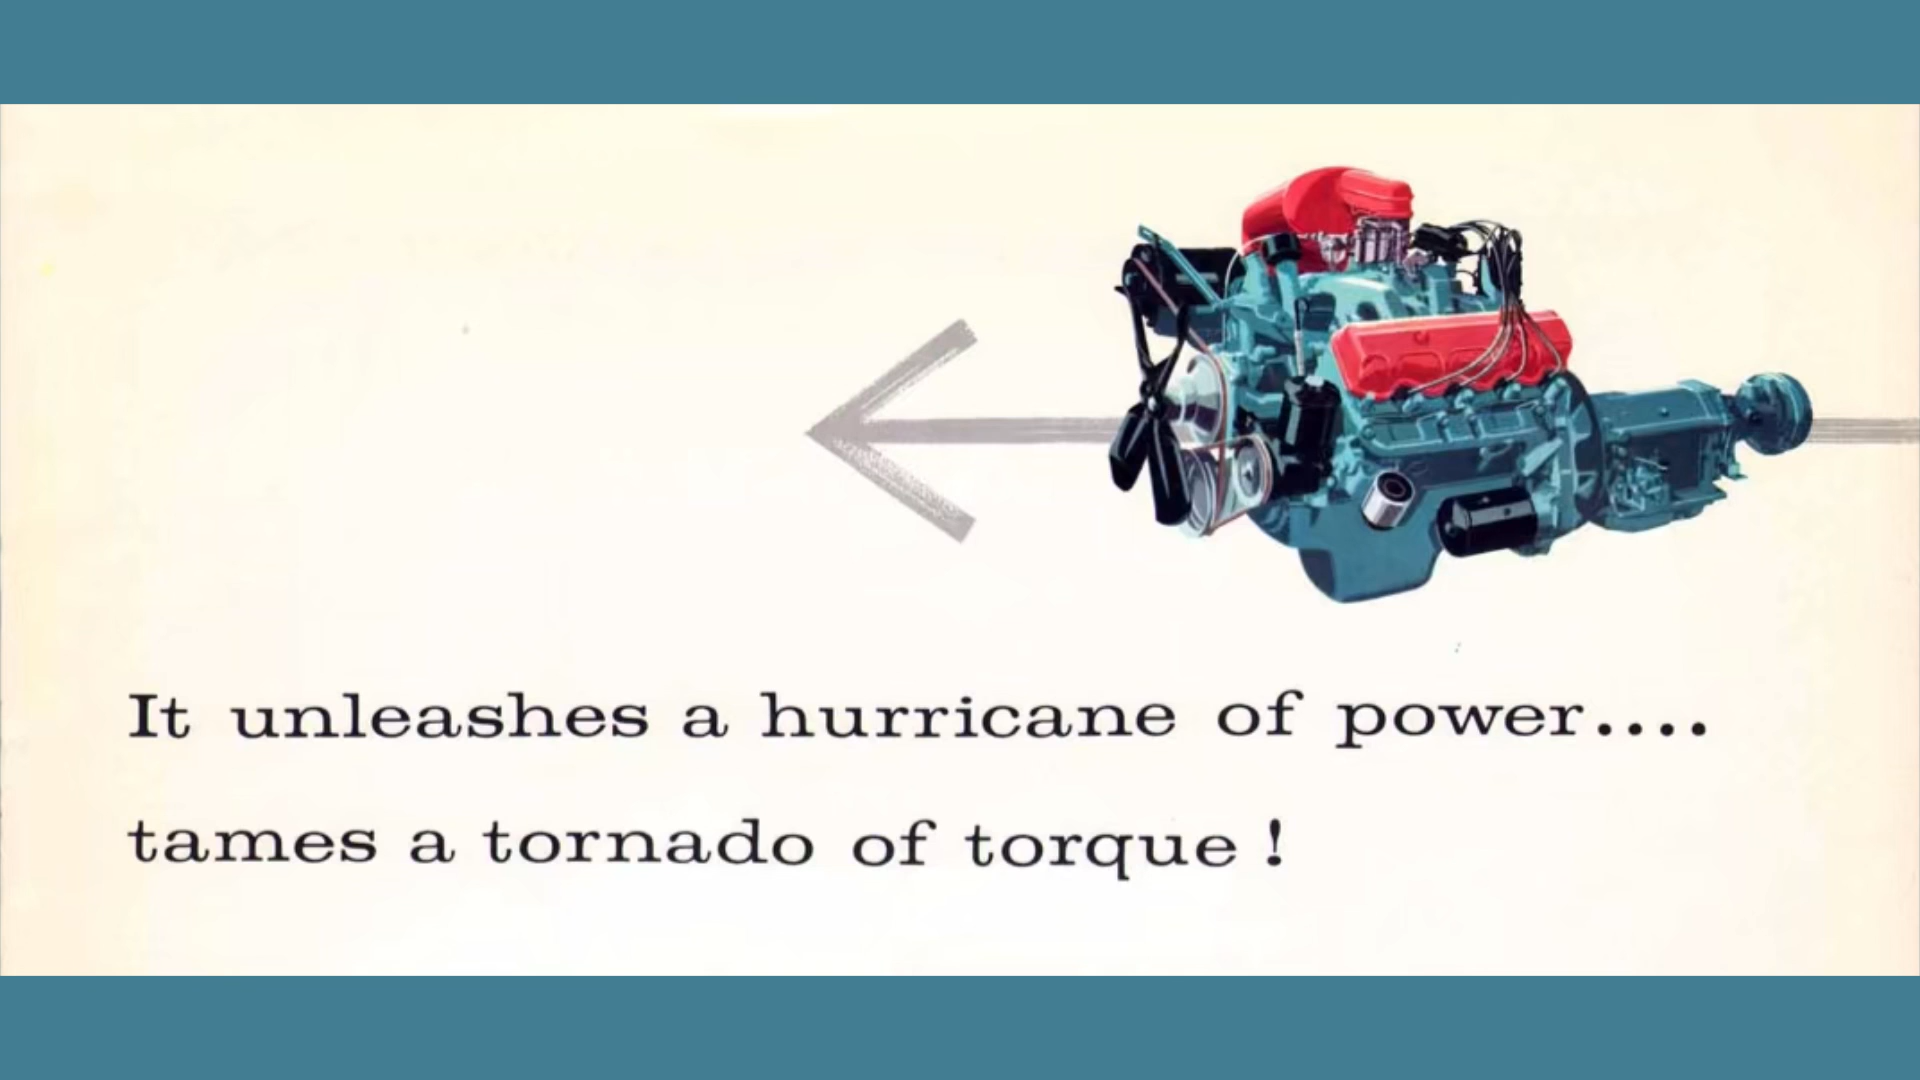 It unleashes a hurricane of power....
tames a tornado of torque !